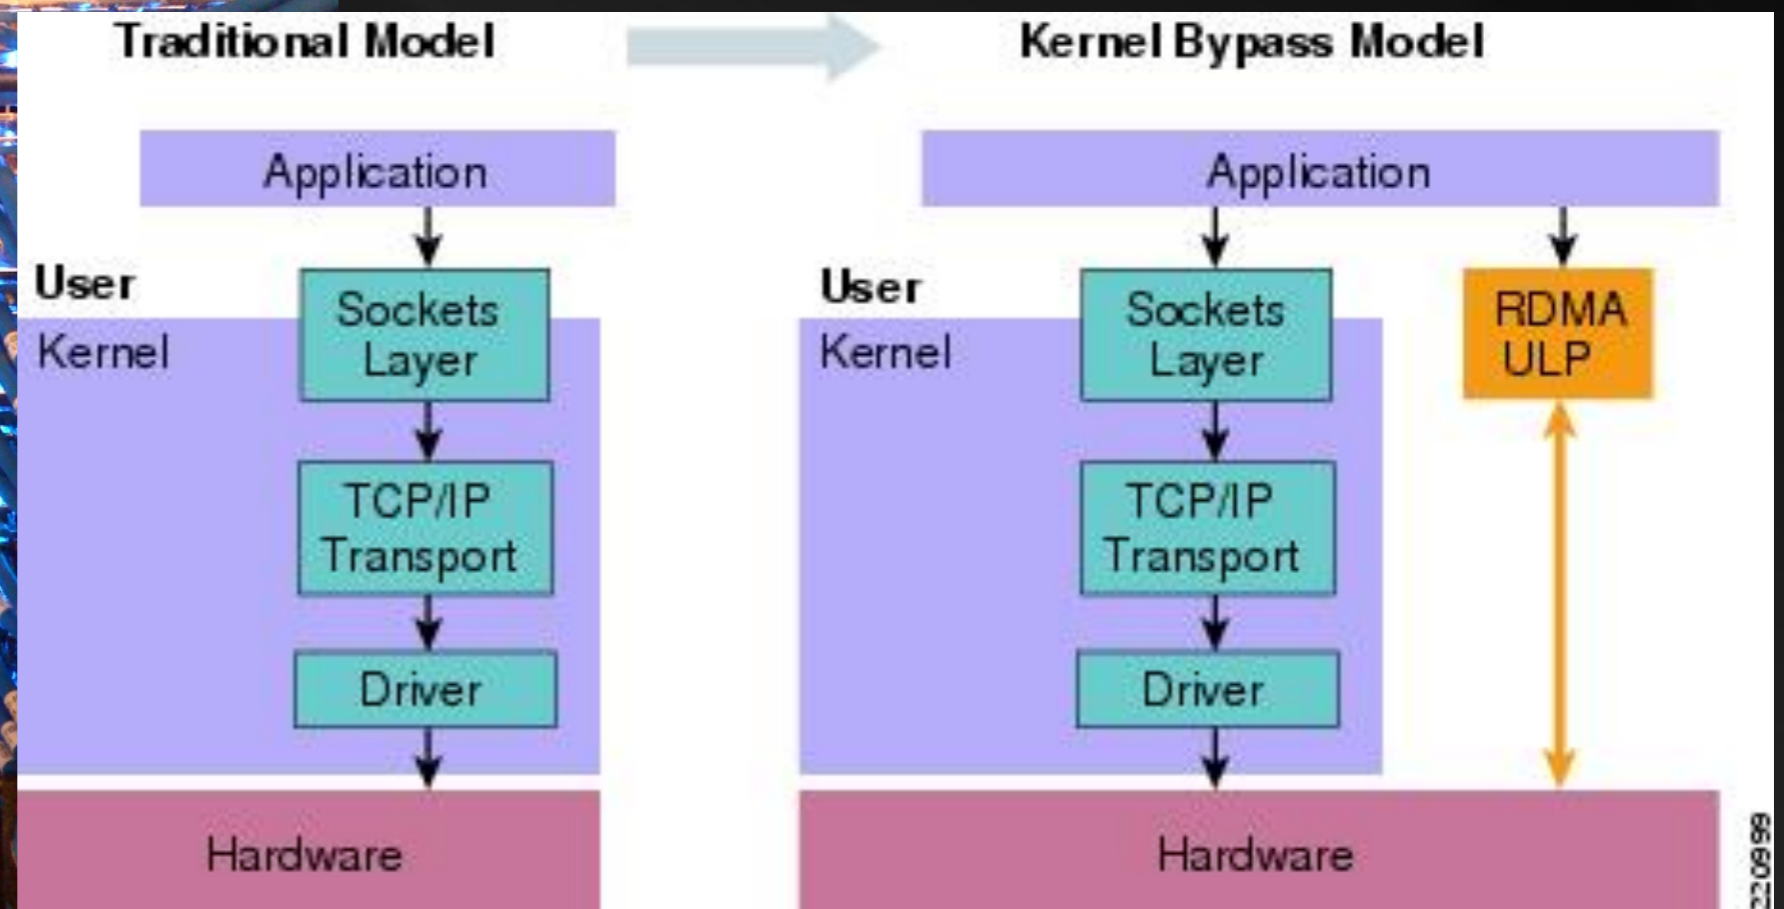 Traditional Model
Kernel Bypass Model
Application
User
Kernel
Sockets
Layer
TCP/IP
Transport
Driver
Hardware
Application
User
Kernel
Sockets
Layer
RDMA
ULP
TCP/IP
Transport
Driver
Hardware
220999